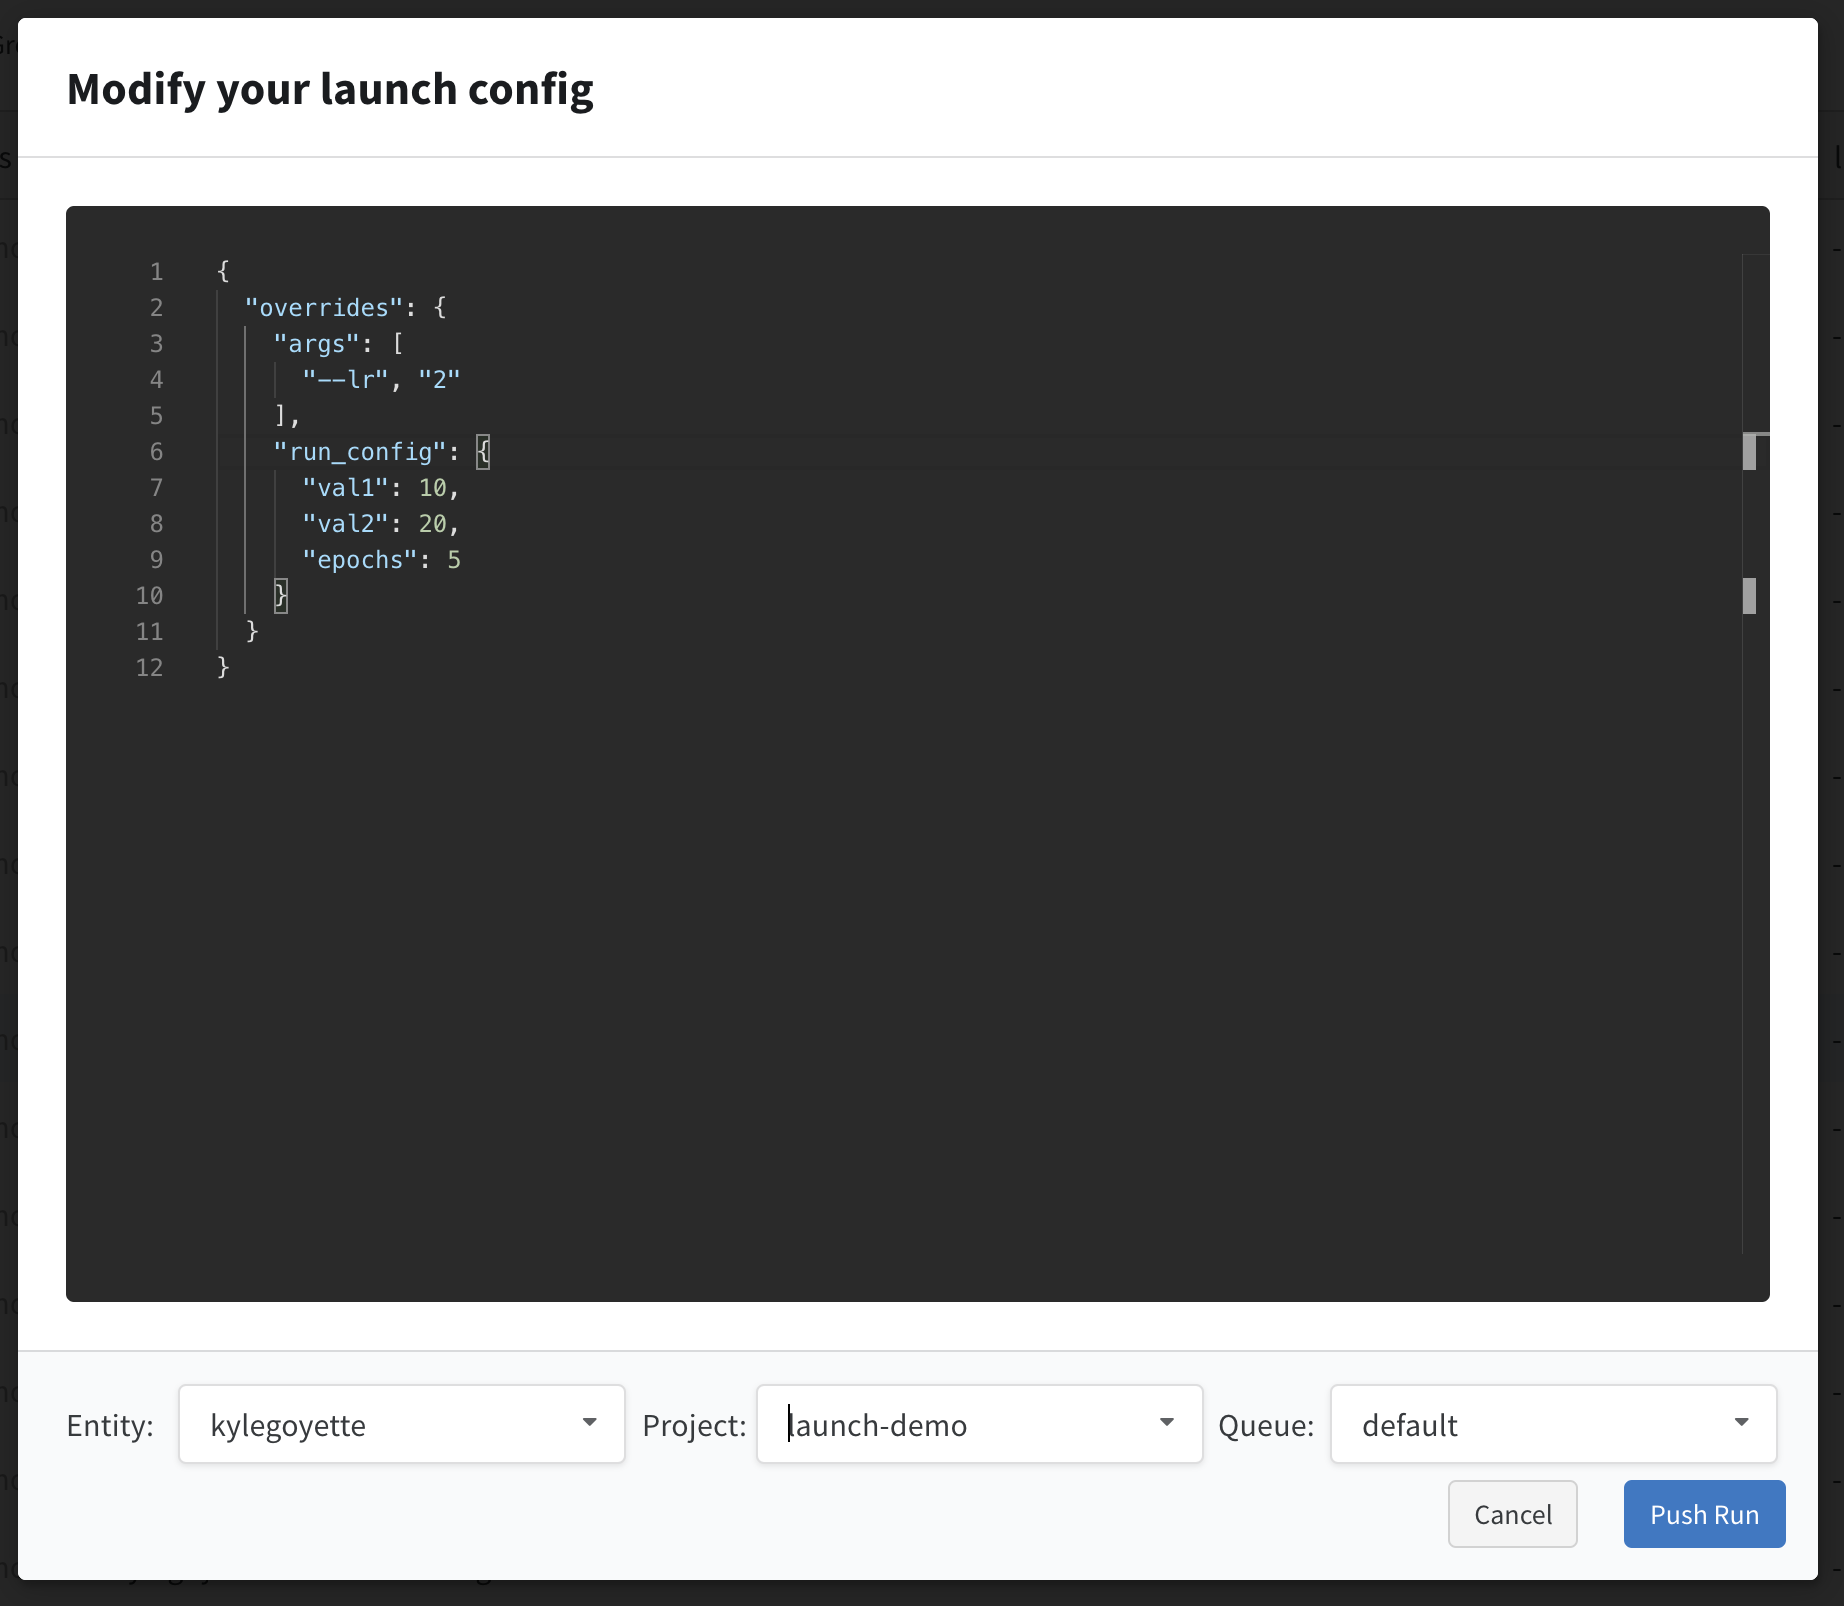 Modify your launch config
1 {
2 "overrides": {
3 "args": [
4 "--lr", "2"
5 ],
6 "run_config": {
7 "val1": 10,
8 "val2": 20,
9 "epochs": 5
10 }
11 }
12 }
Entity: kylegoyette Project: launch-demo Queue: default
Cancel Push Run